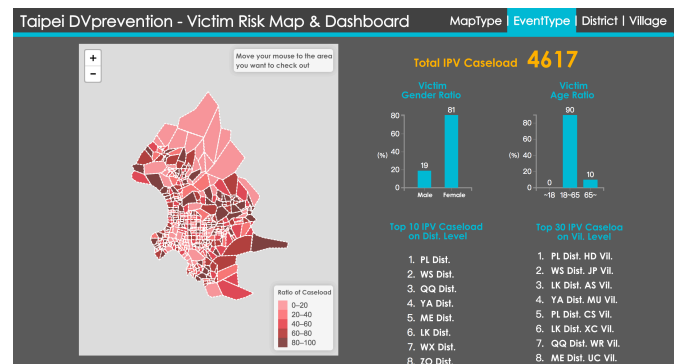 Taipei DVprevention - Victim Risk Map & Dashboard
MapType | EventType | District | Village
+
−
Move your mouse to the area
you want to check out
Ratio of Caseload
0–20
20–40
40–60
60–80
80–100
Total IPV Caseload 4617
Victim
Gender Ratio
81
80
60
40
(%)
19
20
0
Male Female
Victim
Age Ratio
90
80
60
(%)
40
20
10
0
0
~18 18~65 65~
Top 10 IPV Caseload
on Dist. Level
1. PL Dist.
2. WS Dist.
3. QQ Dist.
4. YA Dist.
5. ME Dist.
6. LK Dist.
7. WX Dist.
8. ZO Dist.
Top 30 IPV Caseloa
on Vil. Level
1. PL Dist. HD Vil.
2. WS Dist. JP Vil.
3. LK Dist. AS Vil.
4. YA Dist. MU Vil.
5. PL Dist. CS Vil.
6. LK Dist. XC Vil.
7. QQ Dist. WR Vil.
8. ME Dist. UC Vil.